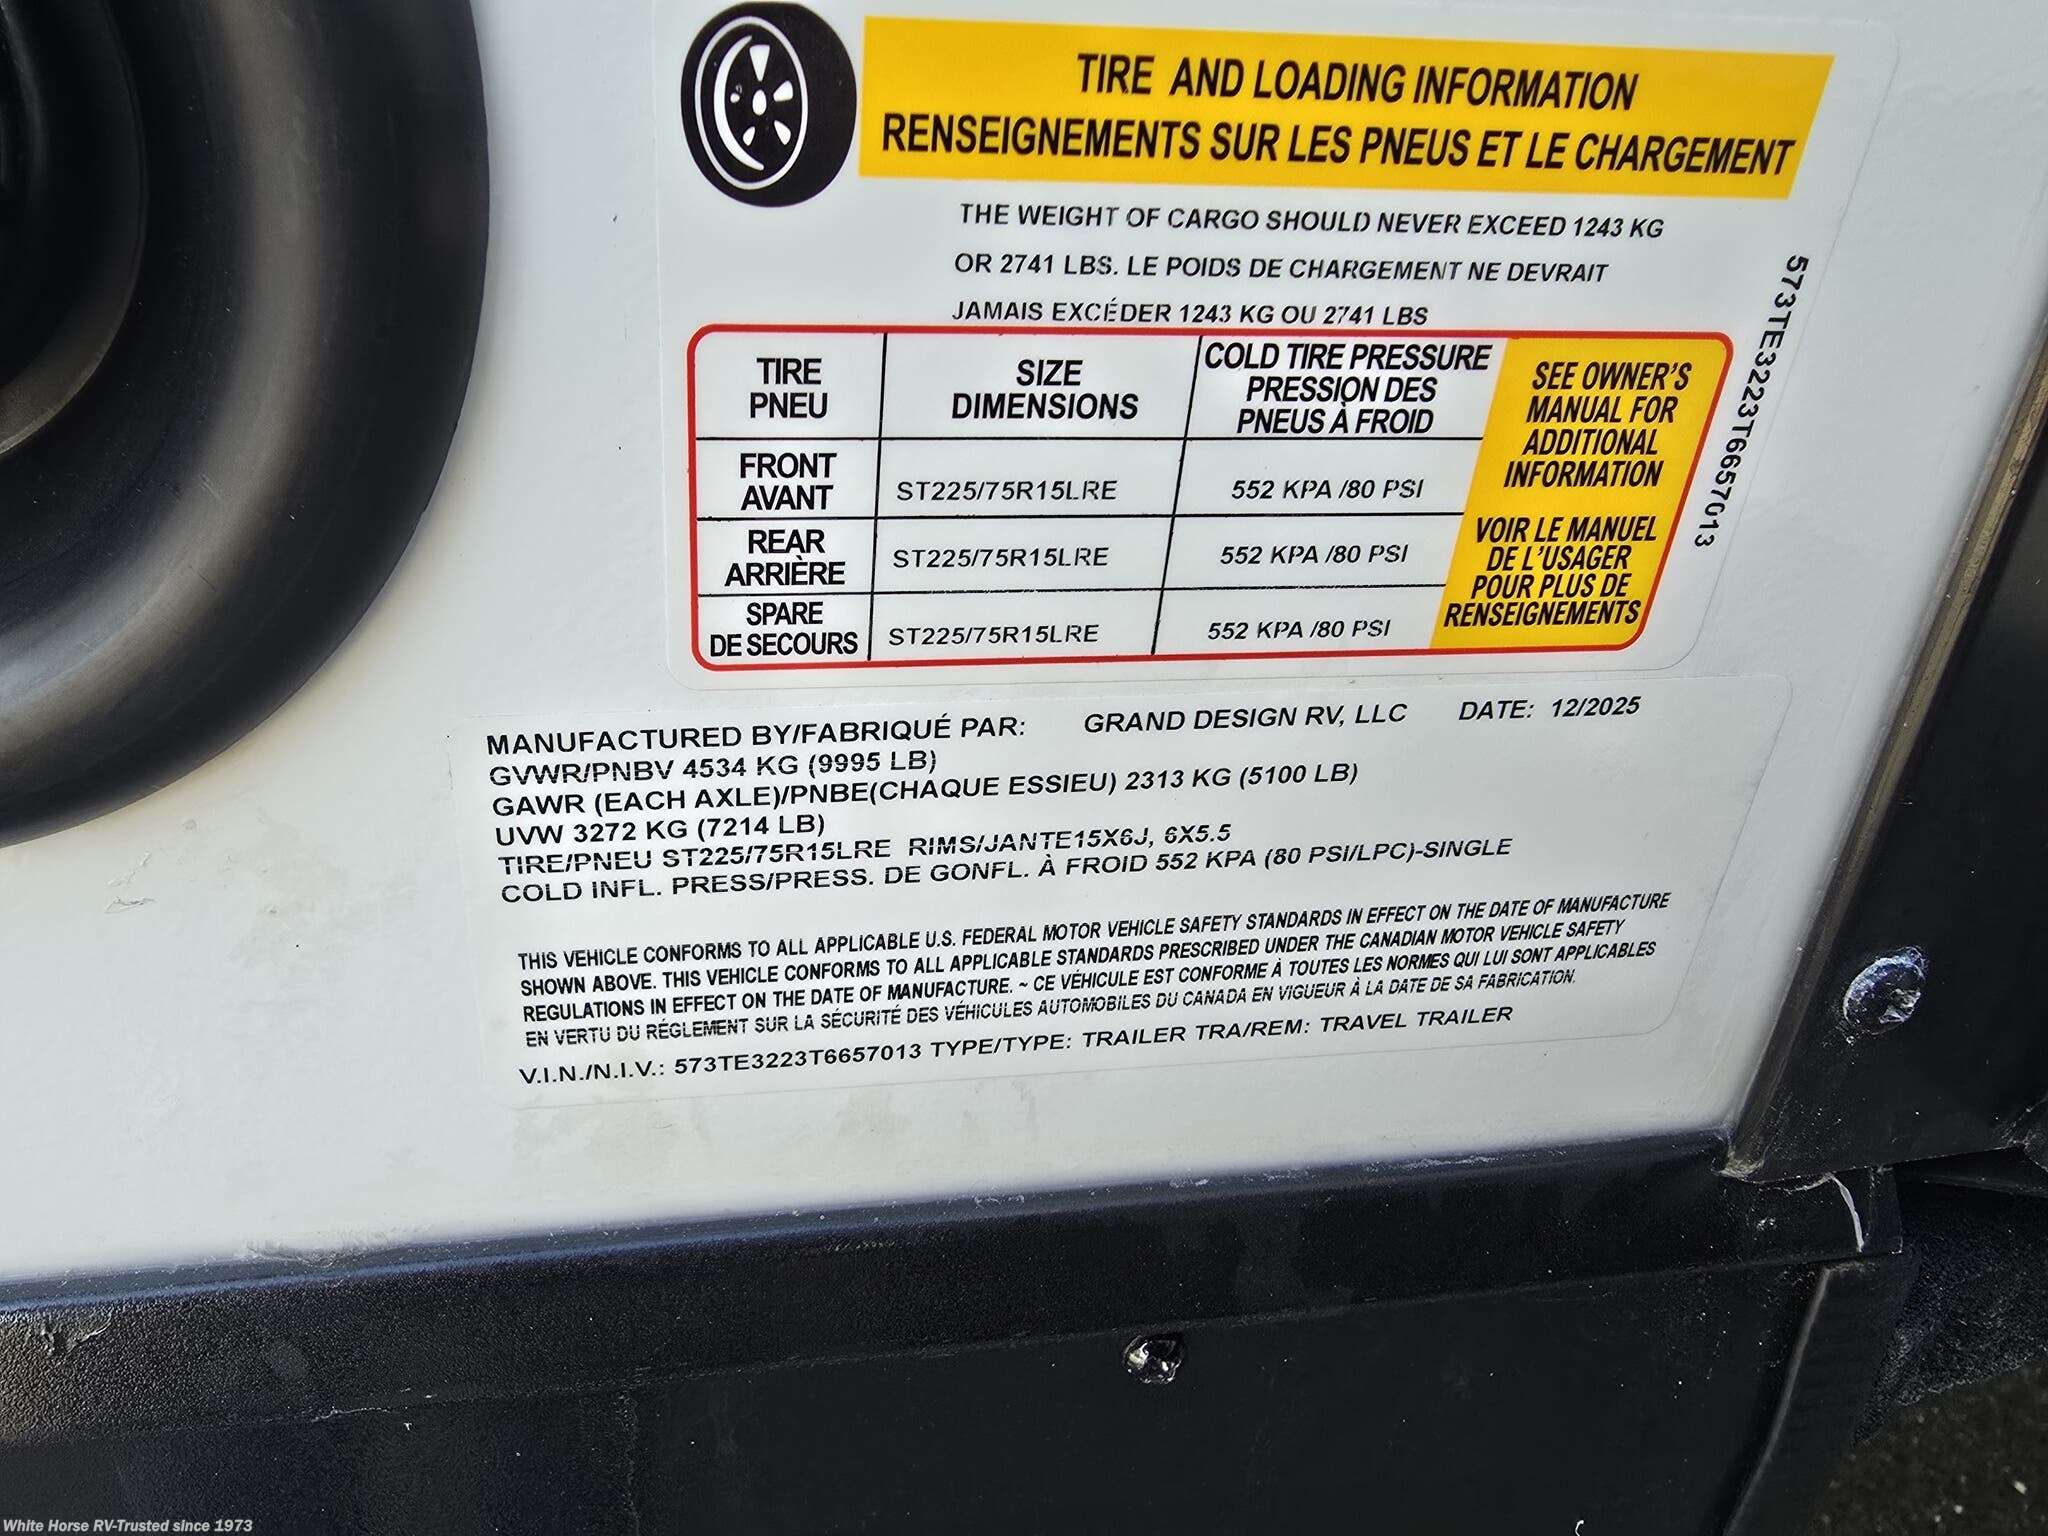 TIRE AND LOADING INFORMATION
RENSEIGNEMENTS SUR LES PNEUS ET LE CHARGEMENT
THE WEIGHT OF CARGO SHOULD NEVER EXCEED 1243 KG
OR 2741 LBS. LE POIDS DE CHARGEMENT NE DEVRAIT
JAMAIS EXCÉDER 1243 KG OU 2741 LBS
573TE3223T6657013
TIRE
PNEU
SIZE
DIMENSIONS
COLD TIRE PRESSURE
PRESSION DES
PNEUS À FROID
FRONT
AVANT
ST225/75R15LRE
552 KPA /80 PSI
REAR
ARRIÈRE
ST225/75R15LRE
552 KPA /80 PSI
SPARE
DE SECOURS
ST225/75R15LRE
552 KPA /80 PSI
SEE OWNER'S
MANUAL FOR
ADDITIONAL
INFORMATION
VOIR LE MANUEL
DE L'USAGER
POUR PLUS DE
RENSEIGNEMENTS
MANUFACTURED BY/FABRIQUÉ PAR: GRAND DESIGN RV, LLC DATE: 12/2025
GVWR/PNBV 4534 KG (9995 LB)
GAWR (EACH AXLE)/PNBE(CHAQUE ESSIEU) 2313 KG (5100 LB)
UVW 3272 KG (7214 LB)
TIRE/PNEU ST225/75R15LRE RIMS/JANTE15X6J, 6X5.5
COLD INFL. PRESS/PRESS. DE GONFL. À FROID 552 KPA (80 PSI/LPC)-SINGLE
THIS VEHICLE CONFORMS TO ALL APPLICABLE U.S. FEDERAL MOTOR VEHICLE SAFETY STANDARDS IN EFFECT ON THE DATE OF MANUFACTURE
SHOWN ABOVE. THIS VEHICLE CONFORMS TO ALL APPLICABLE STANDARDS PRESCRIBED UNDER THE CANADIAN MOTOR VEHICLE SAFETY
REGULATIONS IN EFFECT ON THE DATE OF MANUFACTURE. ~ CE VÉHICULE EST CONFORME À TOUTES LES NORMES QUI LUI SONT APPLICABLES
EN VERTU DU RÉGLEMENT SUR LA SÉCURITÉ DES VÉHICULES AUTOMOBILES DU CANADA EN VIGUEUR À LA DATE DE SA FABRICATION.
V.I.N./N.I.V.: 573TE3223T6657013 TYPE/TYPE: TRAILER TRA/REM: TRAVEL TRAILER
White Horse RV-Trusted since 1973